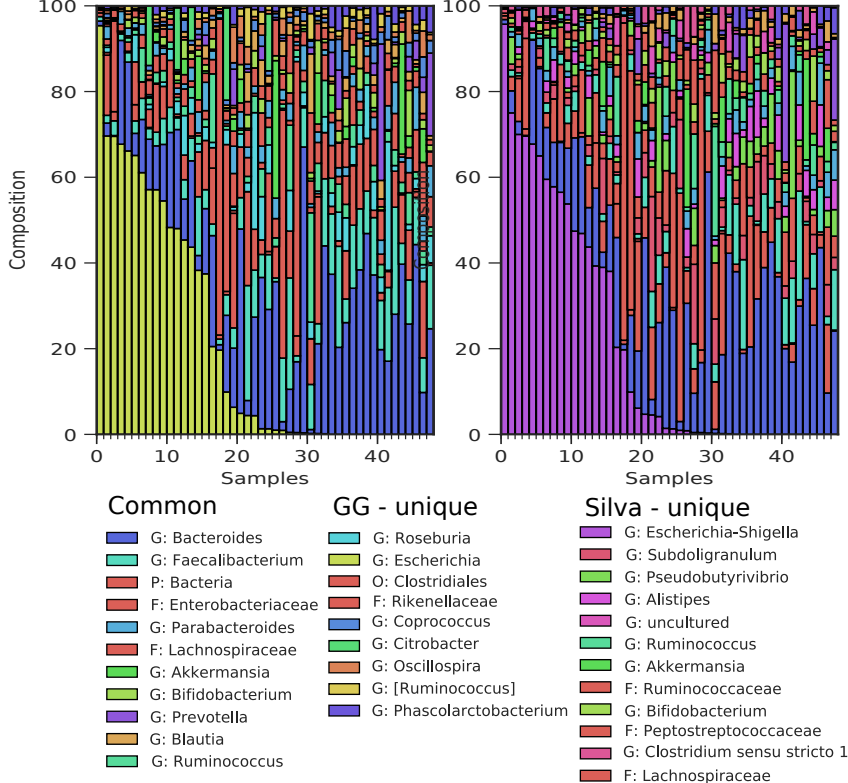 100
80
60
40
20
0
Composition
0 10 20 30 40
Samples
100
80
60
40
20
0
Composition
0 10 20 30 40
Samples
Common
G: Bacteroides
G: Faecalibacterium
P: Bacteria
F: Enterobacteriaceae
G: Parabacteroides
F: Lachnospiraceae
G: Akkermansia
G: Bifidobacterium
G: Prevotella
G: Blautia
G: Ruminococcus
GG - unique
G: Roseburia
G: Escherichia
O: Clostridiales
F: Rikenellaceae
G: Coprococcus
G: Citrobacter
G: Oscillospira
G: [Ruminococcus]
G: Phascolarctobacterium
Silva - unique
G: Escherichia-Shigella
G: Subdoligranulum
G: Pseudobutyrivibrio
G: Alistipes
G: uncultured
G: Ruminococcus
G: Akkermansia
F: Ruminococcaceae
G: Bifidobacterium
F: Peptostreptococcaceae
G: Clostridium sensu stricto 1
F: Lachnospiraceae